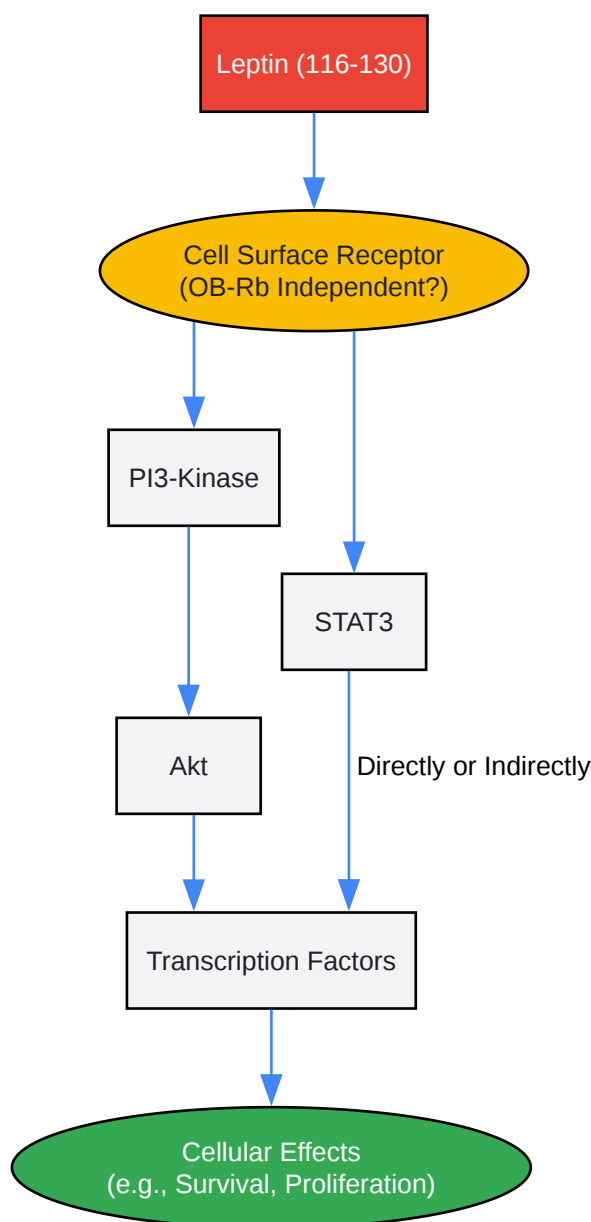 Leptin (116-130)
Cell Surface Receptor
(OB-Rb Independent?)
PI3-Kinase
STAT3
Akt
Directly or Indirectly
Transcription Factors
Cellular Effects
(e.g., Survival, Proliferation)